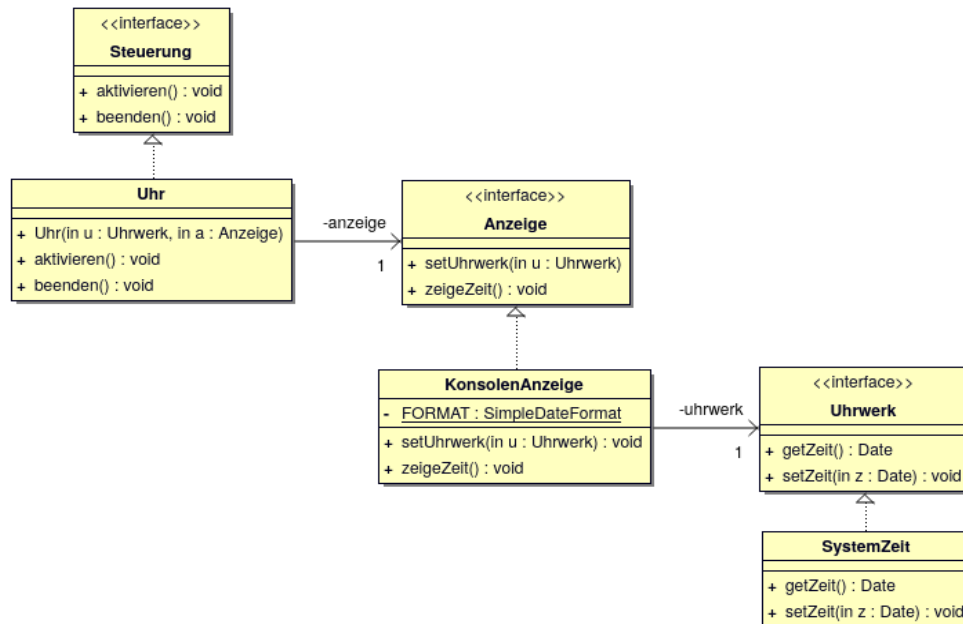 <<interface>>
Steuerung
+ aktivieren() : void
+ beenden() : void
Uhr
+ Uhr(in u : Uhrwerk, in a : Anzeige)
+ aktivieren() : void
+ beenden() : void
-anzeige
1
<<interface>>
Anzeige
+ setUhrwerk(in u : Uhrwerk)
+ zeigeZeit() : void
KonsolenAnzeige
- FORMAT : SimpleDateFormat
+ setUhrwerk(in u : Uhrwerk) : void
+ zeigeZeit() : void
-uhrwerk
1
<<interface>>
Uhrwerk
+ getZeit() : Date
+ setZeit(in z : Date) : void
SystemZeit
+ getZeit() : Date
+ setZeit(in z : Date) : void